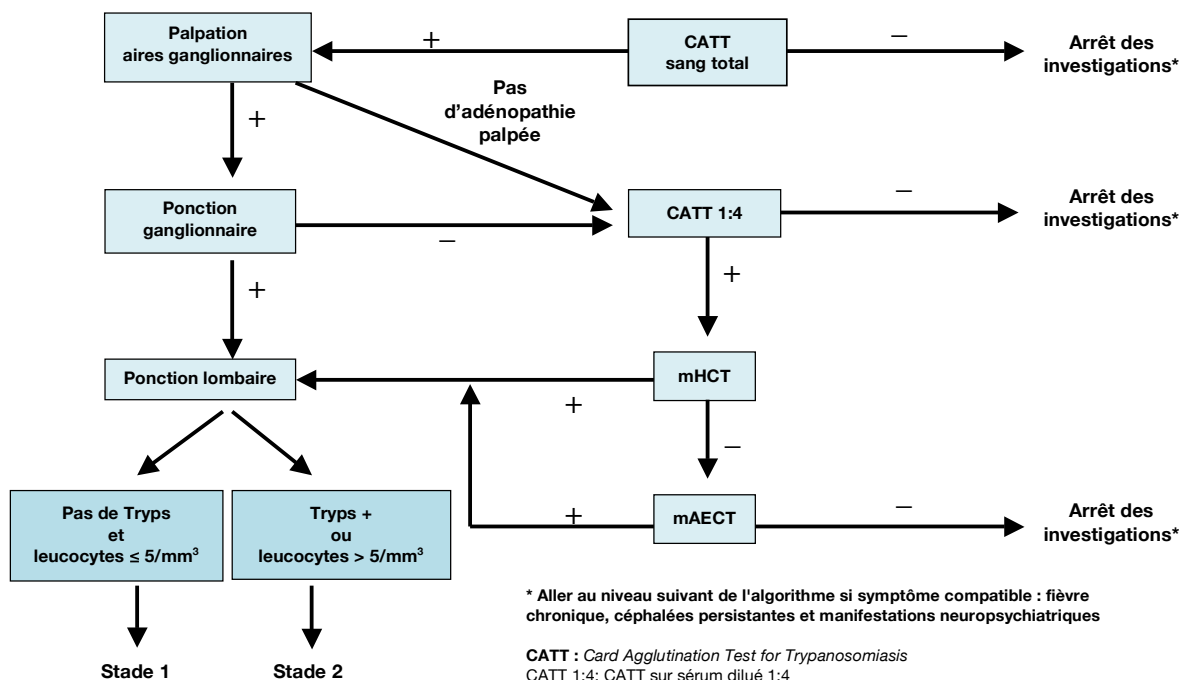 Palpation
aires ganglionnaires
+
CATT
sang total
–
Arrêt des
investigations*
+
Pas
d'adénopathie
palpée
Ponction
ganglionnaire
–
CATT 1:4
–
Arrêt des
investigations*
+
+
Ponction lombaire
+
mHCT
–
Pas de Tryps
et
leucocytes ≤ 5/mm³
Tryps +
ou
leucocytes > 5/mm³
+
mAECT
–
Arrêt des
investigations*
Stade 1
Stade 2
* Aller au niveau suivant de l'algorithme si symptôme compatible : fièvre
chronique, céphalées persistantes et manifestations neuropsychiatriques
CATT : Card Agglutination Test for Trypanosomiasis
CATT 1:4: CATT sur sérum dilué 1:4